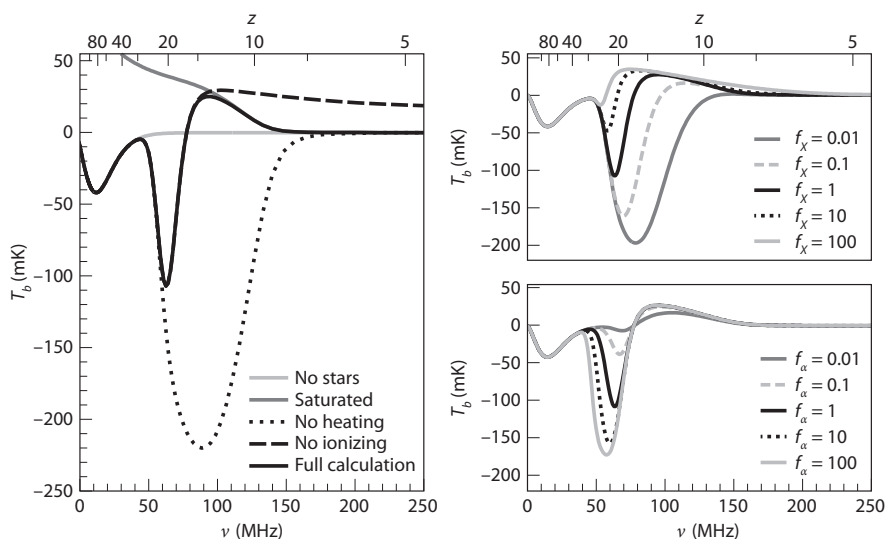 z
80 40 20 10 5
50
0
−50
−100
−150
−200
−250
T_b (mK)
No stars
Saturated
No heating
No ionizing
Full calculation
0 50 100 150 200 250
ν (MHz)
z
80 40 20 10 5
50
0
−50
−100
−150
−200
T_b (mK)
f_X = 0.01
f_X = 0.1
f_X = 1
f_X = 10
f_X = 100
50
0
−50
−100
−150
−200
T_b (mK)
f_α = 0.01
f_α = 0.1
f_α = 1
f_α = 10
f_α = 100
0 50 100 150 200 250
ν (MHz)